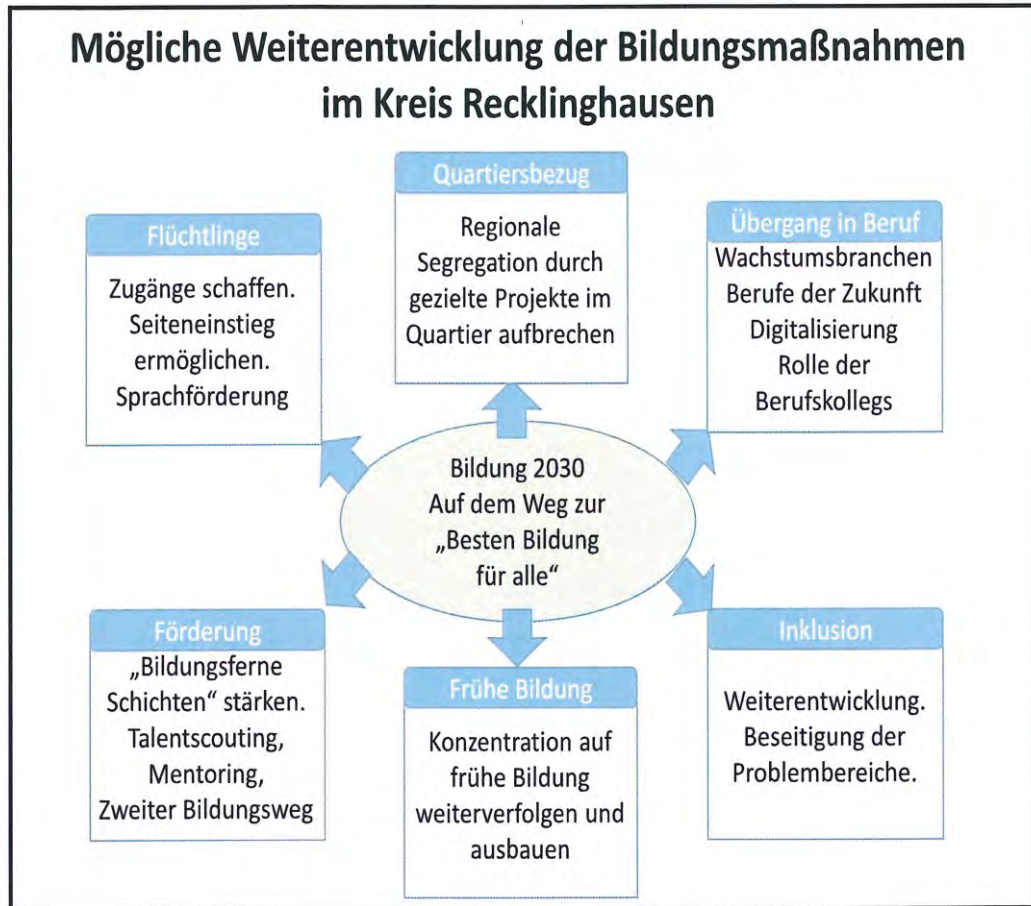 Mögliche Weiterentwicklung der Bildungsmaßnahmen
im Kreis Recklinghausen
Flüchtlinge
Zugänge schaffen.
Seiteneinstieg
ermöglichen.
Sprachförderung
Quartiersbezug
Regionale
Segregation durch
gezielte Projekte im
Quartier aufbrechen
Übergang in Beruf
Wachstumsbranchen
Berufe der Zukunft
Digitalisierung
Rolle der
Berufskollegs
Bildung 2030
Auf dem Weg zur
„Besten Bildung
für alle“
Förderung
„Bildungsferne
Schichten“ stärken.
Talentscouting,
Mentoring,
Zweiter Bildungsweg
Frühe Bildung
Konzentration auf
frühe Bildung
weiterverfolgen und
ausbauen
Inklusion
Weiterentwicklung.
Beseitigung der
Problembereiche.